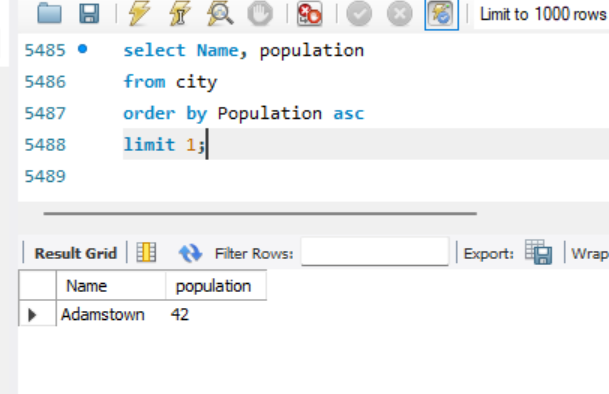 Limit to 1000 rows
5485 select Name, population
5486 from city
5487 order by Population asc
5488 limit 1;
5489
Result Grid Filter Rows: Export: Wrap
Name population
Adamstown 42